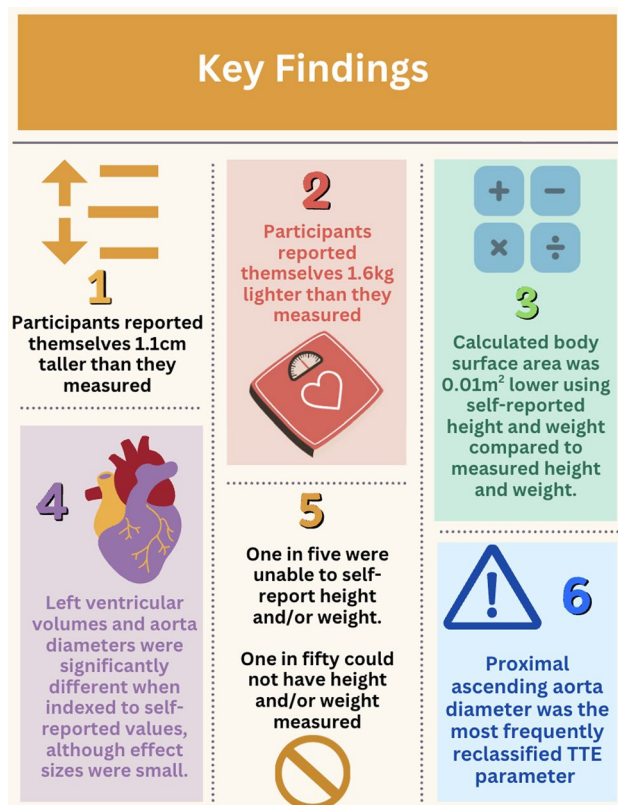 Key Findings
1
Participants reported
themselves 1.1cm
taller than they
measured
2
Participants
reported
themselves 1.6kg
lighter than they
measured
3
Calculated body
surface area was
0.01m² lower using
self-reported
height and weight
compared to
measured height
and weight.
4
Left ventricular
volumes and aorta
diameters were
significantly
different when
indexed to self-
reported values,
although effect
sizes were small.
5
One in five were
unable to self-
report height
and/or weight.
One in fifty could
not have height
and/or weight
measured
6
Proximal
ascending aorta
diameter was the
most frequently
reclassified TTE
parameter